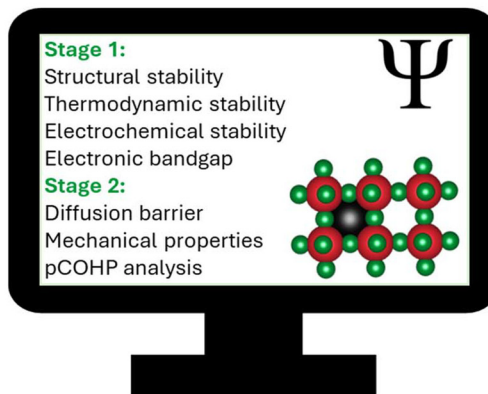 Stage 1:
Structural stability
Thermodynamic stability
Electrochemical stability
Electronic bandgap
Stage 2:
Diffusion barrier
Mechanical properties
pCOHP analysis
Ψ